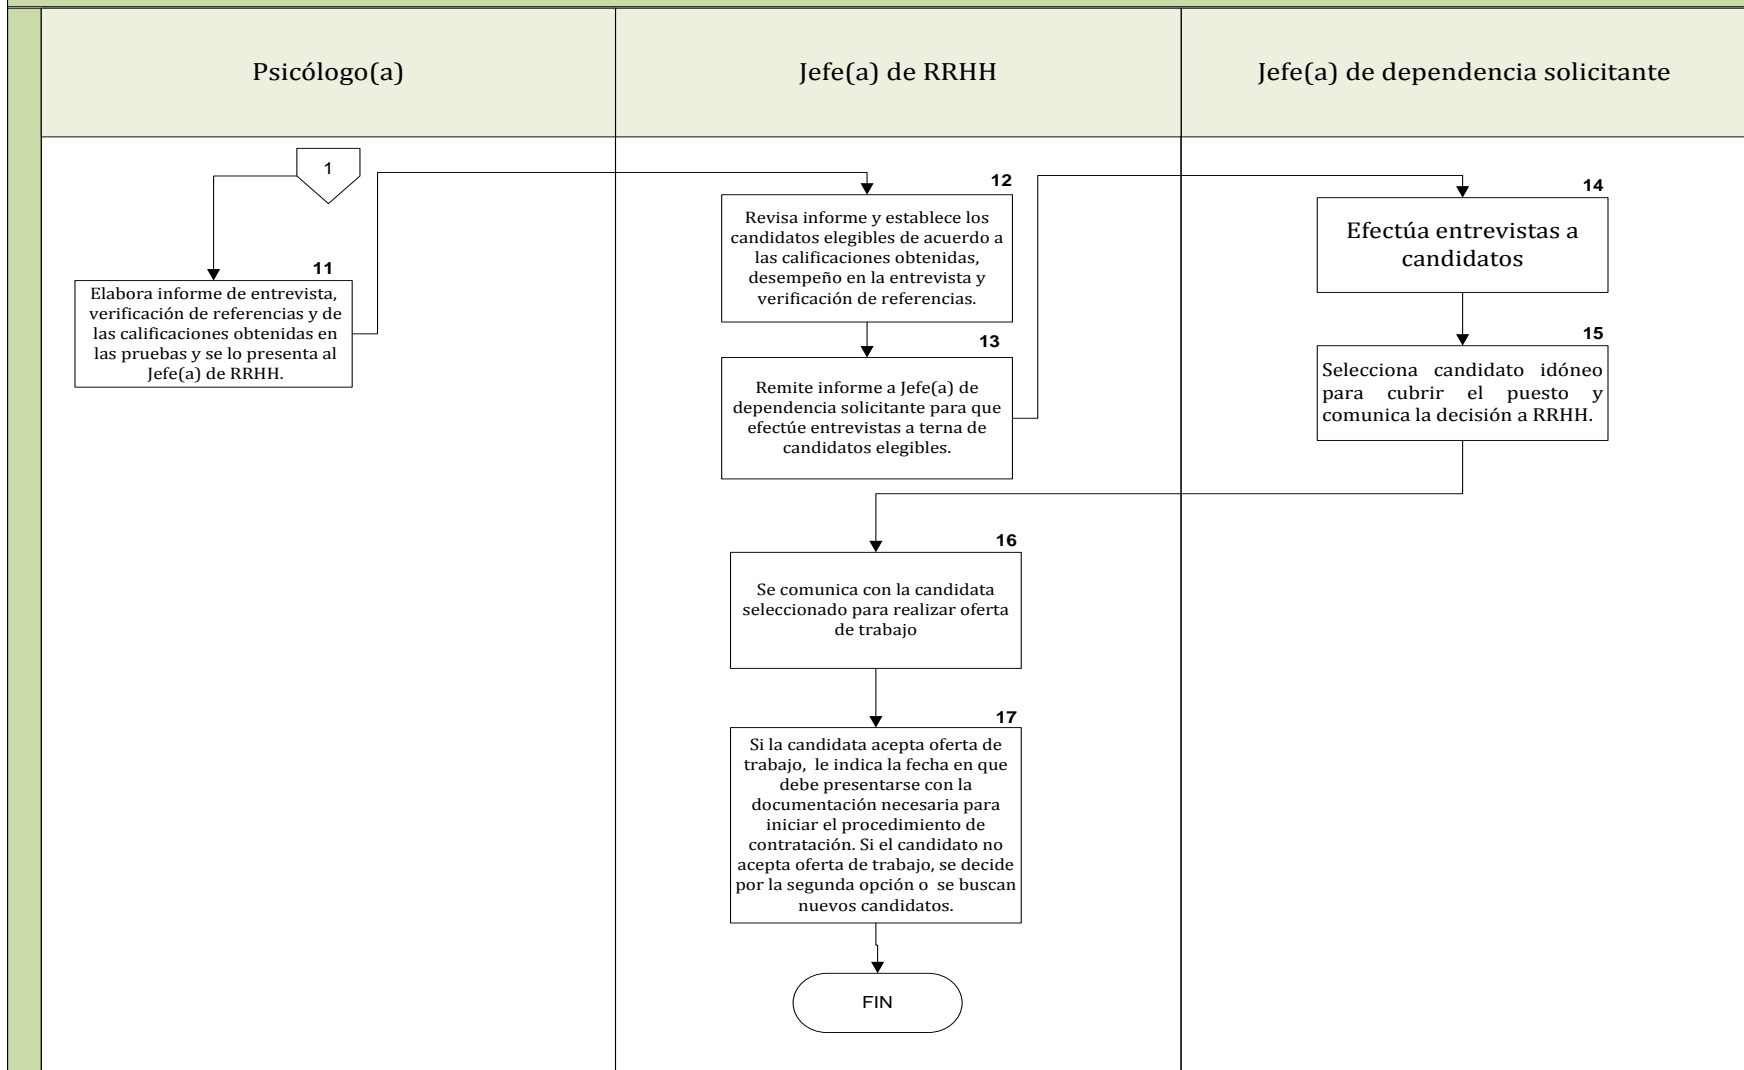 Psicólogo(a)
Jefe(a) de RRHH
Jefe(a) de dependencia solicitante
1
11
Elabora informe de entrevista,
verificación de referencias y de
las calificaciones obtenidas en
las pruebas y se lo presenta al
Jefe(a) de RRHH.
12
Revisa informe y establece los
candidatos elegibles de acuerdo a
las calificaciones obtenidas,
desempeño en la entrevista y
verificación de referencias.
13
Remite informe a Jefe(a) de
dependencia solicitante para que
efectúe entrevistas a terna de
candidatos elegibles.
14
Efectúa entrevistas a
candidatos
15
Selecciona candidato idóneo
para cubrir el puesto y
comunica la decisión a RRHH.
16
Se comunica con la candidata
seleccionado para realizar oferta
de trabajo
17
Si la candidata acepta oferta de
trabajo, le indica la fecha en que
debe presentarse con la
documentación necesaria para
iniciar el procedimiento de
contratación. Si el candidato no
acepta oferta de trabajo, se decide
por la segunda opción o se buscan
nuevos candidatos.
FIN